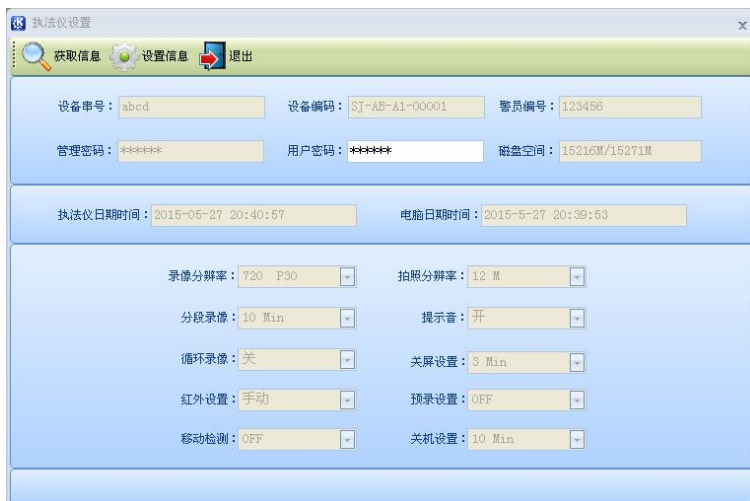 执法仪设置 x
获取信息 设置信息 退出
设备串号: abcd 设备编码: SJ-AB-A1-00001 警员编号: 123456
管理密码: ****** 用户密码: ****** 磁盘空间: 15216M/15271M
执法仪日期时间: 2015-05-27 20:40:57 电脑日期时间: 2015-5-27 20:39:53
录像分辨率: 720 P30 拍照分辨率: 12 M
分段录像: 10 Min 提示音: 开
循环录像: 关 关屏设置: 3 Min
红外设置: 手动 预录设置: OFF
移动检测: OFF 关机设置: 10 Min